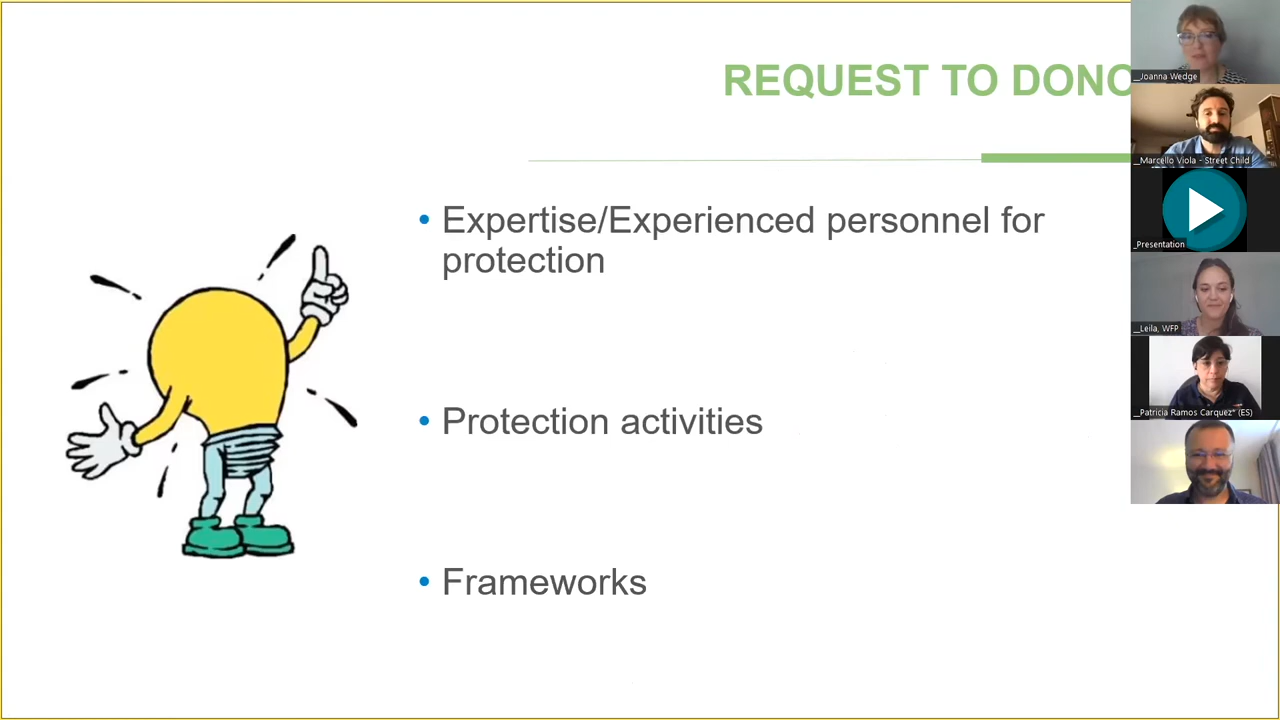 REQUEST TO DONO
• Expertise/Experienced personnel for
protection
• Protection activities
• Frameworks
_Joanna Wedge
_Marcello Viola - Street Child
_Presentation
_Leila, WFP
_Patricia Ramos Carquez* (ES)